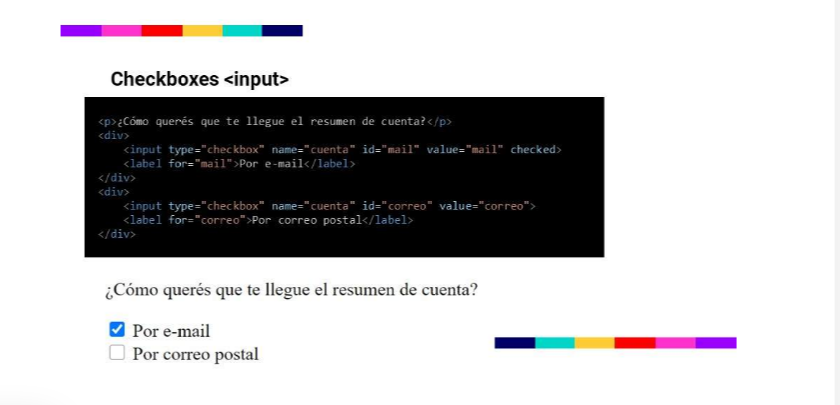 Checkboxes <input>
<p>¿Cómo querés que te llegue el resumen de cuenta?</p>
<div>
<input type="checkbox" name="cuenta" id="mail" value="mail" checked>
<label for="mail">Por e-mail</label>
</div>
<div>
<input type="checkbox" name="cuenta" id="correo" value="correo">
<label for="correo">Por correo postal</label>
</div>
¿Cómo querés que te llegue el resumen de cuenta?
Por e-mail
Por correo postal